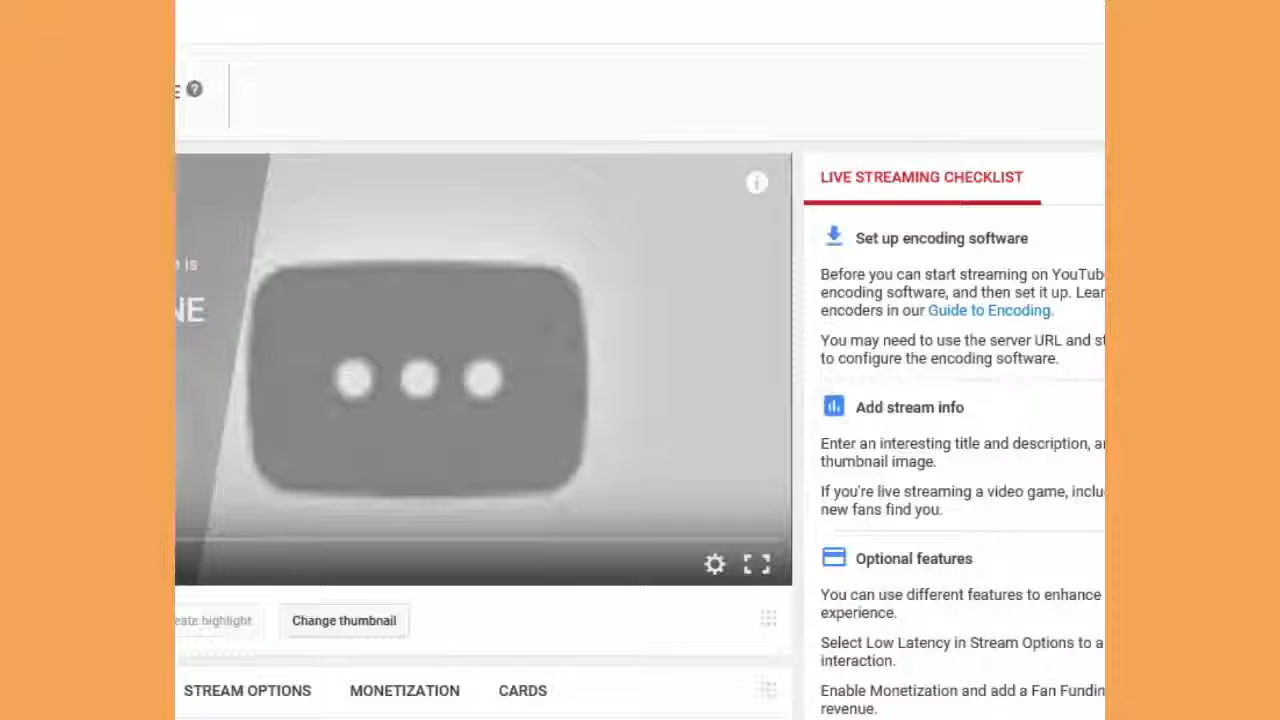 is
NE
Change thumbnail
STREAM OPTIONS MONETIZATION CARDS
LIVE STREAMING CHECKLIST
Set up encoding software
Before you can start streaming on YouTub
encoding software, and then set it up. Lear
encoders in our Guide to Encoding.
You may need to use the server URL and st
to configure the encoding software.
Add stream info
Enter an interesting title and description, a
thumbnail image.
If you're live streaming a video game, inclu
new fans find you.
Optional features
You can use different features to enhance
experience.
Select Low Latency in Stream Options to a
interaction.
Enable Monetization and add a Fan Fundin
revenue.